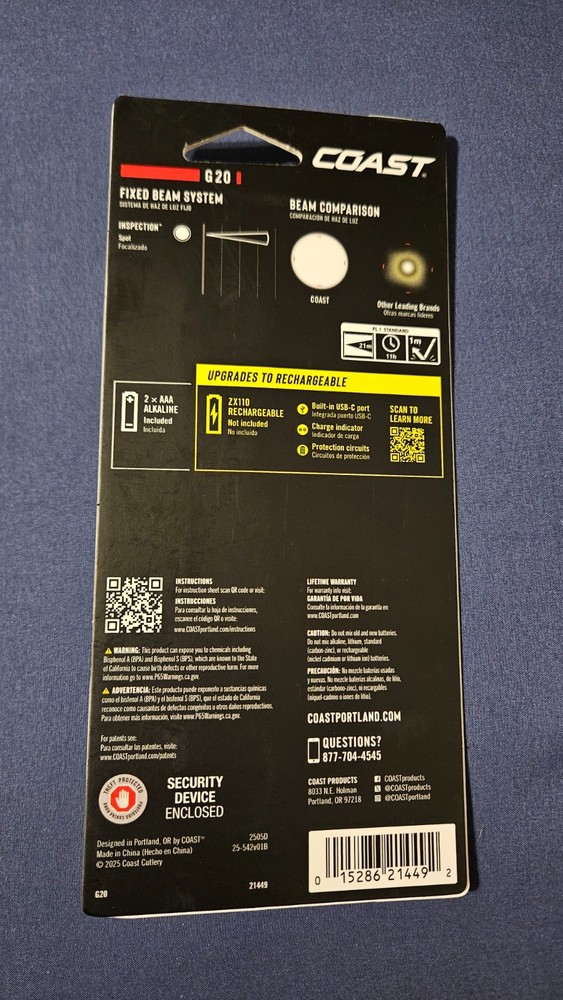 COAST®
G20
FIXED BEAM SYSTEM
SISTEMA DE HAZ DE LUZ FIJO
INSPECTION™
Spot
Focalizado
BEAM COMPARISON
COMPARACIÓN DE HAZ DE LUZ
COAST
Other Leading Brands
Otras marcas líderes
FL 1 STANDARD
21m
11h
1m
UPGRADES TO RECHARGEABLE
2 × AAA
ALKALINE
Included
Incluida
ZX110
RECHARGEABLE
Not included
No incluido
Built-in USB-C port
Integrada puerto USB-C
Charge indicator
Indicador de carga
Protection circuits
Circuitos de protección
SCAN TO
LEARN MORE
INSTRUCTIONS
For instruction sheet scan QR code or visit:
INSTRUCCIONES
Para consultar la hoja de instrucciones,
escanee el código QR o visite:
www.COASTportland.com/instructions
WARNING: This product can expose you to chemicals including
Bisphenol A (BPA) and Bisphenol S (BPS), which are known to the State
of California to cause birth defects or other reproductive harm. For more
information go to www.P65Warnings.ca.gov.
ADVERTENCIA: Este producto puede exponerlo a sustancias químicas
como el bisfenol A (BPA) y el bisfenol S (BPS), que el estado de California
reconoce como causantes de defectos congénitos u otros daños reproductivos.
Para obtener más información, visite www.P65Warnings.ca.gov.
For patents see:
Para consultar las patentes, visite:
www.COASTportland.com/patents
LIFETIME WARRANTY
For warranty info visit:
GARANTÍA DE POR VIDA
Consulte la información de la garantía en:
www.COASTportland.com
CAUTION: Do not mix old and new batteries.
Do not mix alkaline, lithium, standard
(carbon-zinc), or rechargeable
(nickel cadmium or lithium ion) batteries.
PRECAUCIÓN: No mezcle baterías usadas
y nuevas. No mezcle baterías alcalinas, de litio,
estándar (carbono-zinc), ni recargables
(níquel-cadmio o iones de litio).
COASTPORTLAND.COM
QUESTIONS?
877-704-4545
THEFT PROTECTED
SECURITY
DEVICE
ENCLOSED
COAST PRODUCTS
8033 N.E. Holman
Portland, OR 97218
COASTproducts
@COASTproducts
@COASTportland
Designed in Portland, OR by COAST™
Made in China (Hecho en China)
© 2025 Coast Cutlery
2505D
25-542v01B
G20
21449
0 15286 21449 2